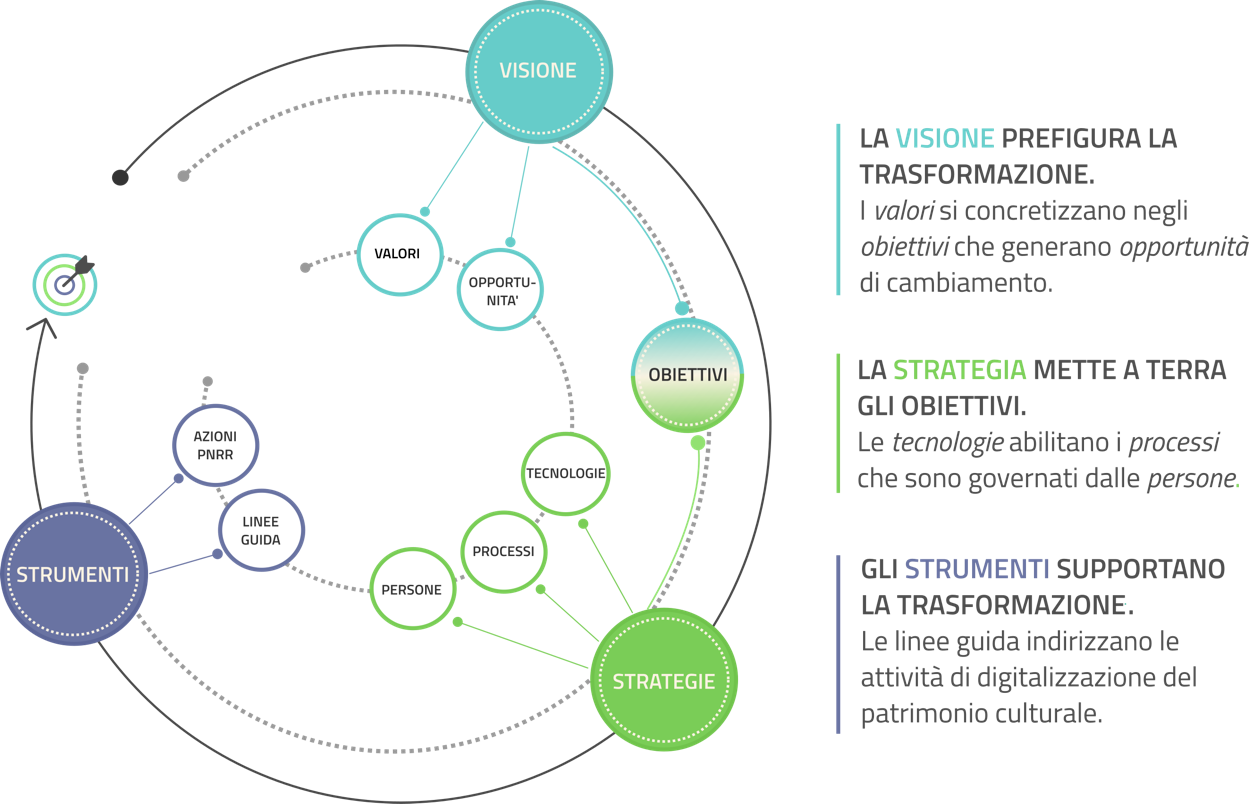 VISIONE
VALORI
OPPORTU-
NITA'
OBIETTIVI
AZIONI
PNRR
TECNOLOGIE
LINEE
GUIDA
PROCESSI
STRUMENTI
PERSONE
STRATEGIE
LA VISIONE PREFIGURA LA
TRASFORMAZIONE.
I valori si concretizzano negli
obiettivi che generano opportunità
di cambiamento.
LA STRATEGIA METTE A TERRA
GLI OBIETTIVI.
Le tecnologie abilitano i processi
che sono governati dalle persone.
GLI STRUMENTI SUPPORTANO
LA TRASFORMAZIONE.
Le linee guida indirizzano le
attività di digitalizzazione del
patrimonio culturale.